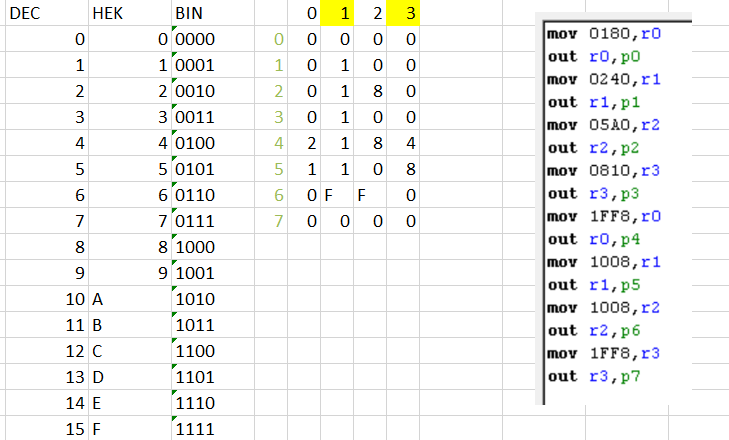 DEC HEK BIN 0 1 2 3
0 0 0000 0 0 0 0 0
1 1 0001 1 0 1 0 0
2 2 0010 2 0 1 8 0
3 3 0011 3 0 1 0 0
4 4 0100 4 2 1 8 4
5 5 0101 5 1 1 0 8
6 6 0110 6 0 F F 0
7 7 0111 7 0 0 0 0
8 8 1000
9 9 1001
10 A 1010
11 B 1011
12 C 1100
13 D 1101
14 E 1110
15 F 1111
mov 0180,r0
out r0,p0
mov 0240,r1
out r1,p1
mov 05A0,r2
out r2,p2
mov 0810,r3
out r3,p3
mov 1FF8,r0
out r0,p4
mov 1008,r1
out r1,p5
mov 1008,r2
out r2,p6
mov 1FF8,r3
out r3,p7